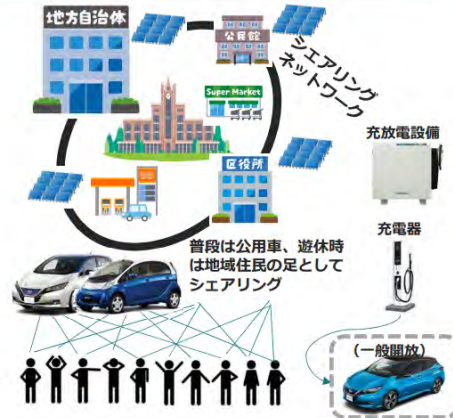 地方自治体
公民館
シェアリング
ネットワーク
Super Market
充放電設備
区役所
充電器
普段は公用車、遊休時
は地域住民の足として
シェアリング
(一般開放)